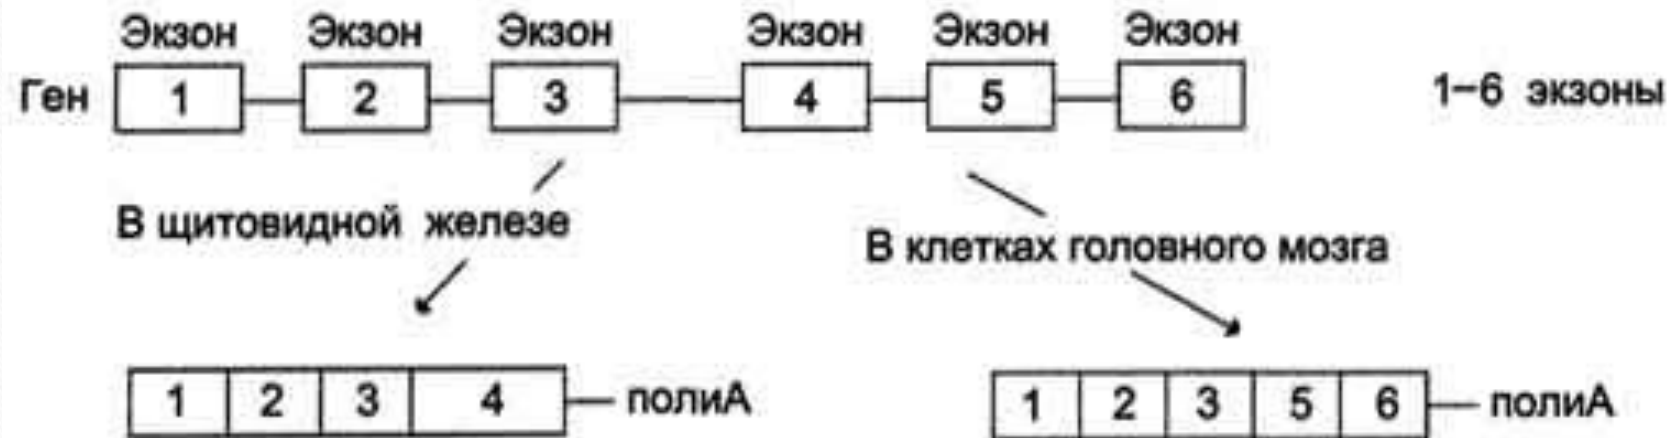 Экзон Экзон Экзон Экзон Экзон Экзон
Ген 1 2 3 4 5 6 1–6 экзоны
В щитовидной железе
В клетках головного мозга
1 2 3 4 полиА 1 2 3 5 6 полиА